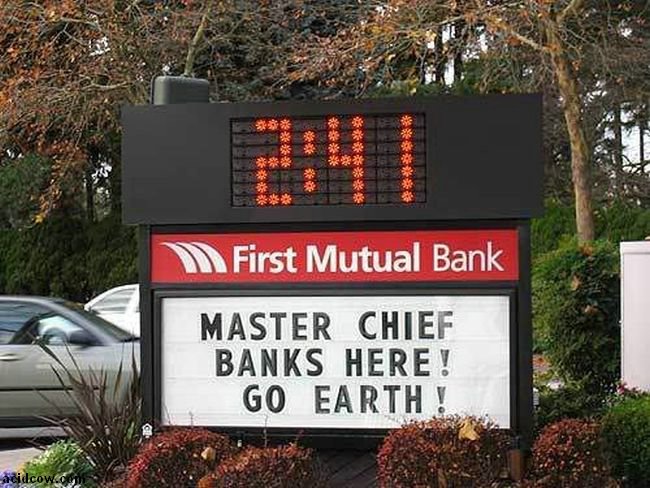 2:41
First Mutual Bank
MASTER CHIEF
BANKS HERE!
GO EARTH!
acidcow.com